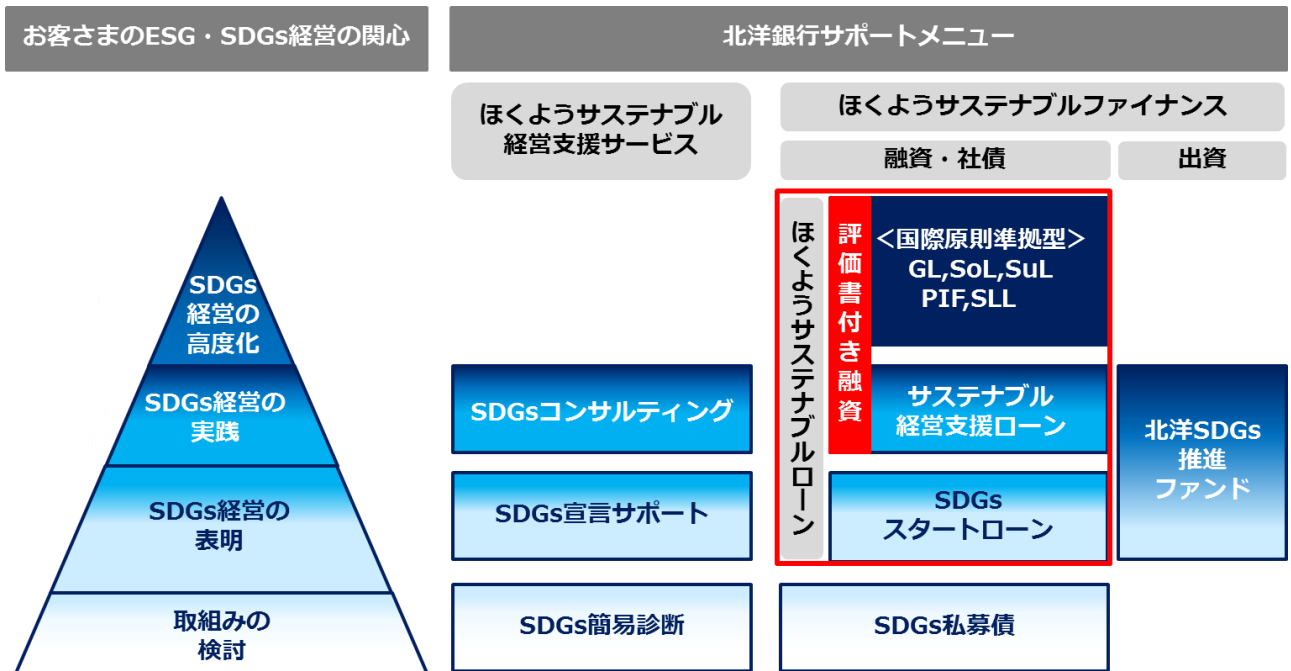 お客さまのESG・SDGs経営の関心
北洋銀行サポートメニュー
ほくようサステナブル
経営支援サービス
ほくようサステナブルファイナンス
融資・社債
出資
SDGs
経営の
高度化
SDGs経営の
実践
SDGs経営の
表明
取組みの
検討
SDGsコンサルティング
SDGs宣言サポート
SDGs簡易診断
ほくようサステナブルローン
評価書付き融資
＜国際原則準拠型＞
GL,SoL,SuL
PIF,SLL
サステナブル
経営支援ローン
SDGs
スタートローン
SDGs私募債
北洋SDGs
推進
ファンド